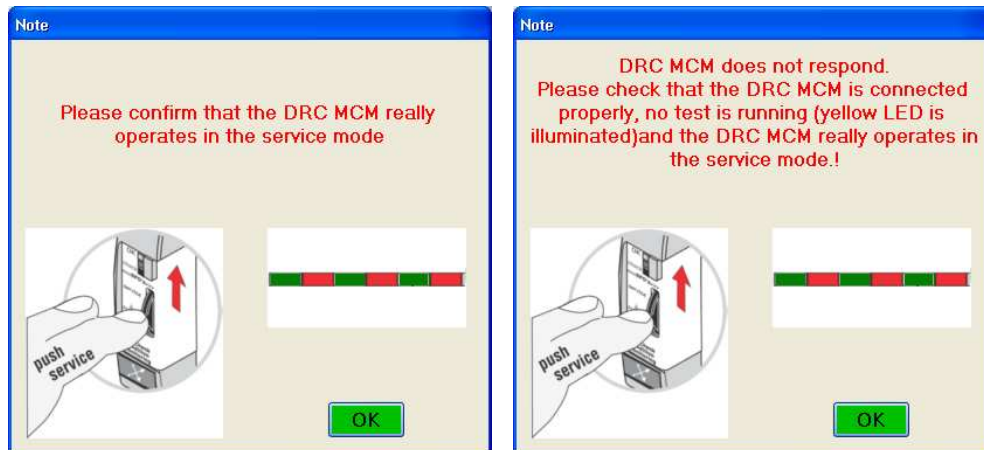 Note
Please confirm that the DRC MCM really
operates in the service mode
push
service
OK
Note
DRC MCM does not respond.
Please check that the DRC MCM is connected
properly, no test is running (yellow LED is
illuminated)and the DRC MCM really operates in
the service mode.!
push
service
OK